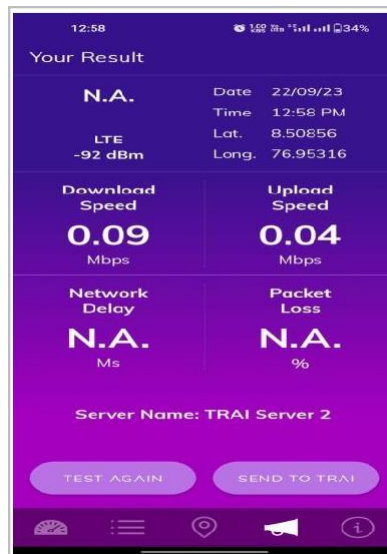 12:58
34%
Your Result
N.A.
LTE
-92 dBm
Date 22/09/23
Time 12:58 PM
Lat. 8.50856
Long. 76.95316
Download
Speed
0.09
Mbps
Upload
Speed
0.04
Mbps
Network
Delay
N.A.
Ms
Packet
Loss
N.A.
%
Server Name: TRAI Server 2
TEST AGAIN
SEND TO TRAI